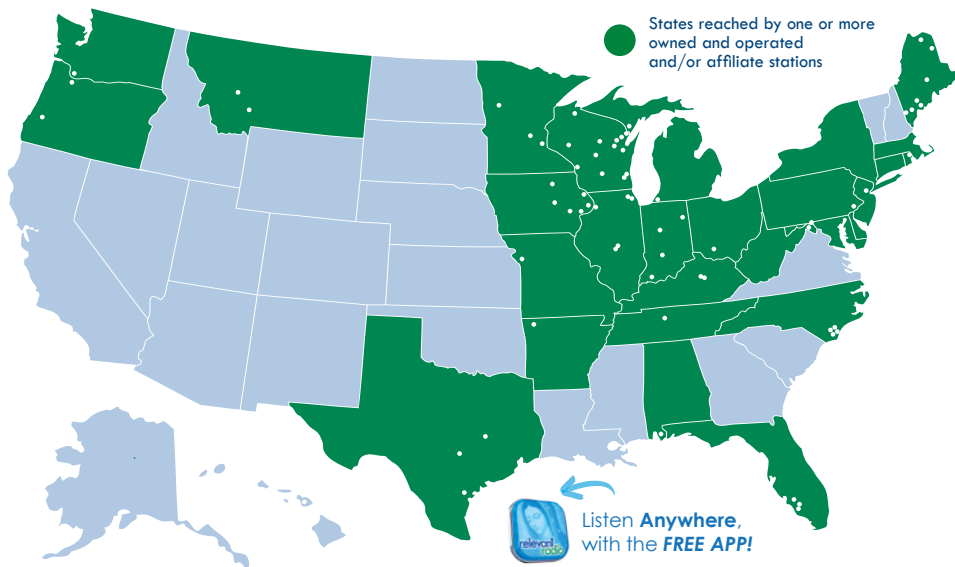 States reached by one or more
owned and operated
and/or affiliate stations
relevant
radio
Listen Anywhere,
with the FREE APP!